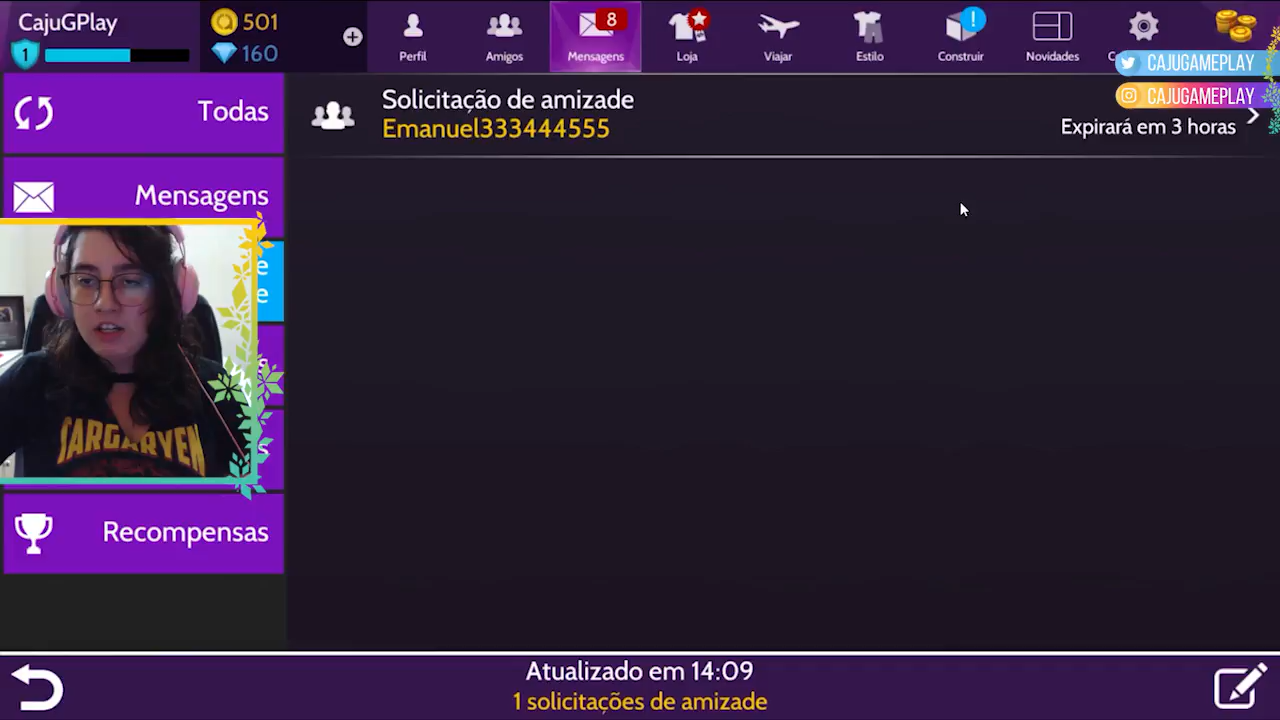 CajuGPlay
501
1
160
8
!
Perfil
Amigos
Mensagens
Loja
Viajar
Estilo
Construir
Novidades
CAJUGAMEPLAY
CAJUGAMEPLAY
Todas
Solicitação de amizade
Emanuel333444555
Expirará em 3 horas
Mensagens
e
e
s
SARGARYEN
Recompensas
Atualizado em 14:09
1 solicitações de amizade